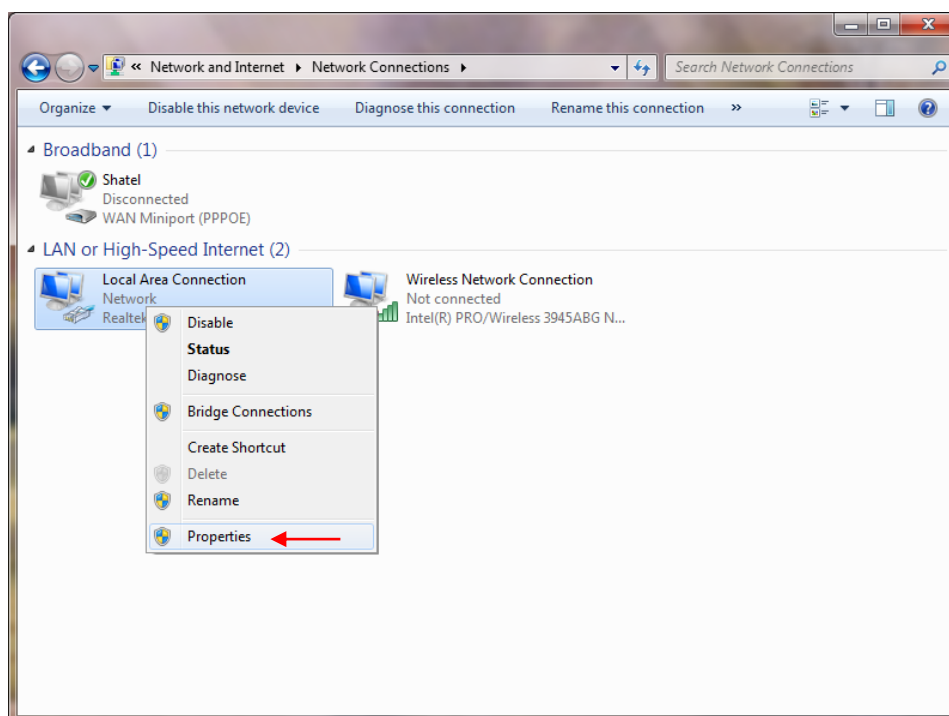 « Network and Internet ▸ Network Connections ▸
Search Network Connections
Organize ▼ Disable this network device Diagnose this connection Rename this connection »
Broadband (1)
Shatel
Disconnected
WAN Miniport (PPPOE)
LAN or High-Speed Internet (2)
Local Area Connection
Network
Realtek
Wireless Network Connection
Not connected
Intel(R) PRO/Wireless 3945ABG N...
Disable
Status
Diagnose
Bridge Connections
Create Shortcut
Delete
Rename
Properties